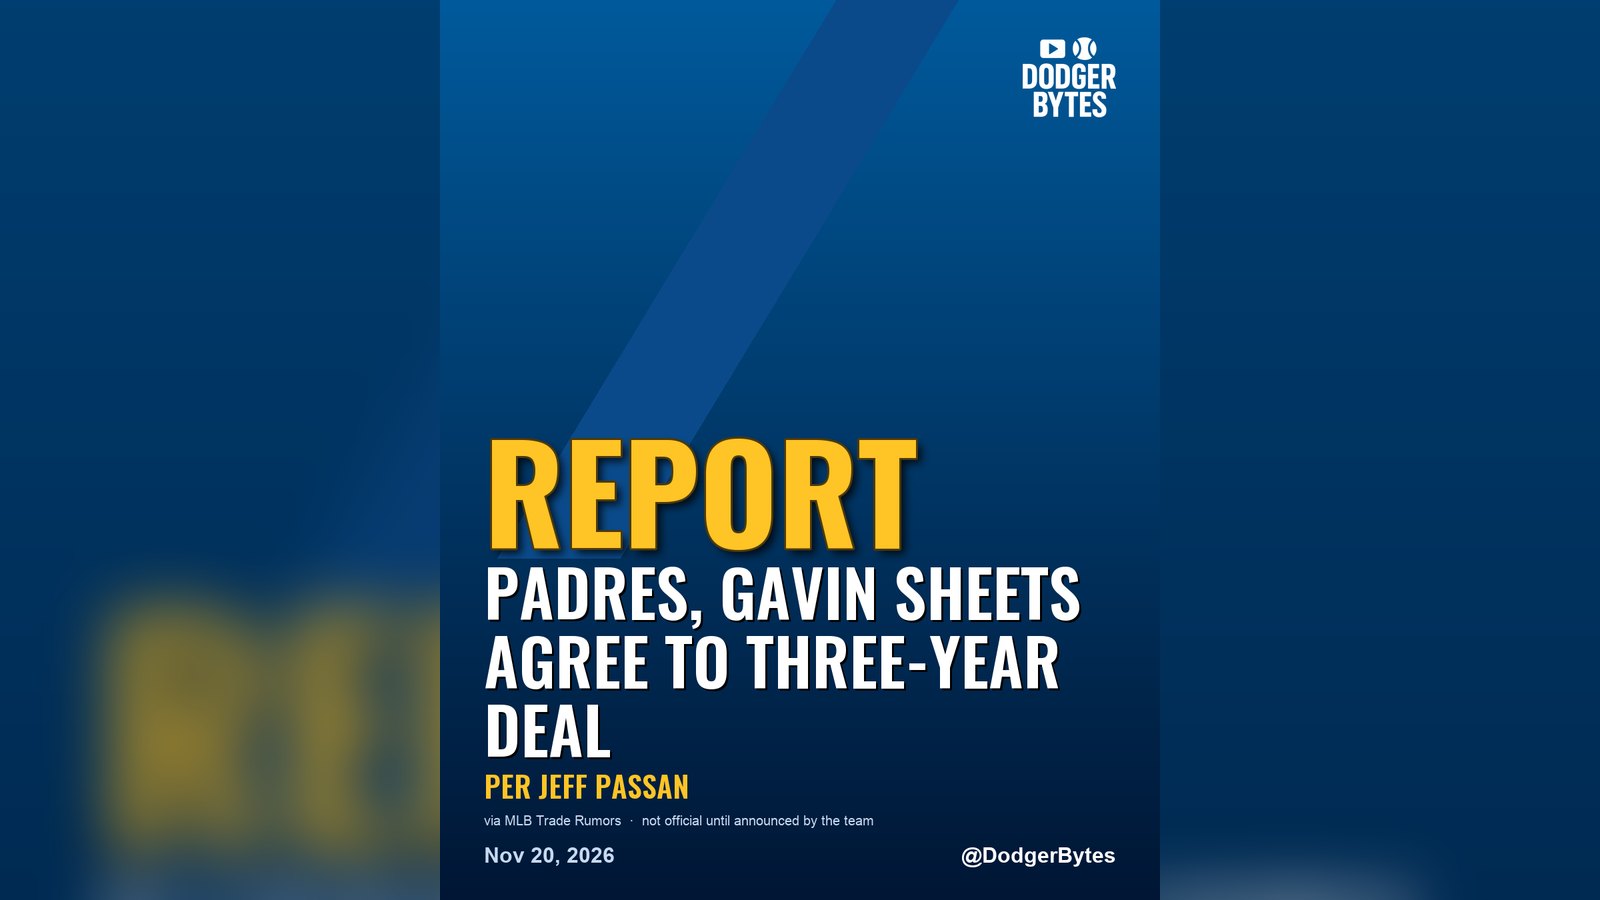 DODGER
BYTES
REPORT
PADRES, GAVIN SHEETS
AGREE TO THREE-YEAR
DEAL
PER JEFF PASSAN
via MLB Trade Rumors · not official until announced by the team
Nov 20, 2026
@DodgerBytes